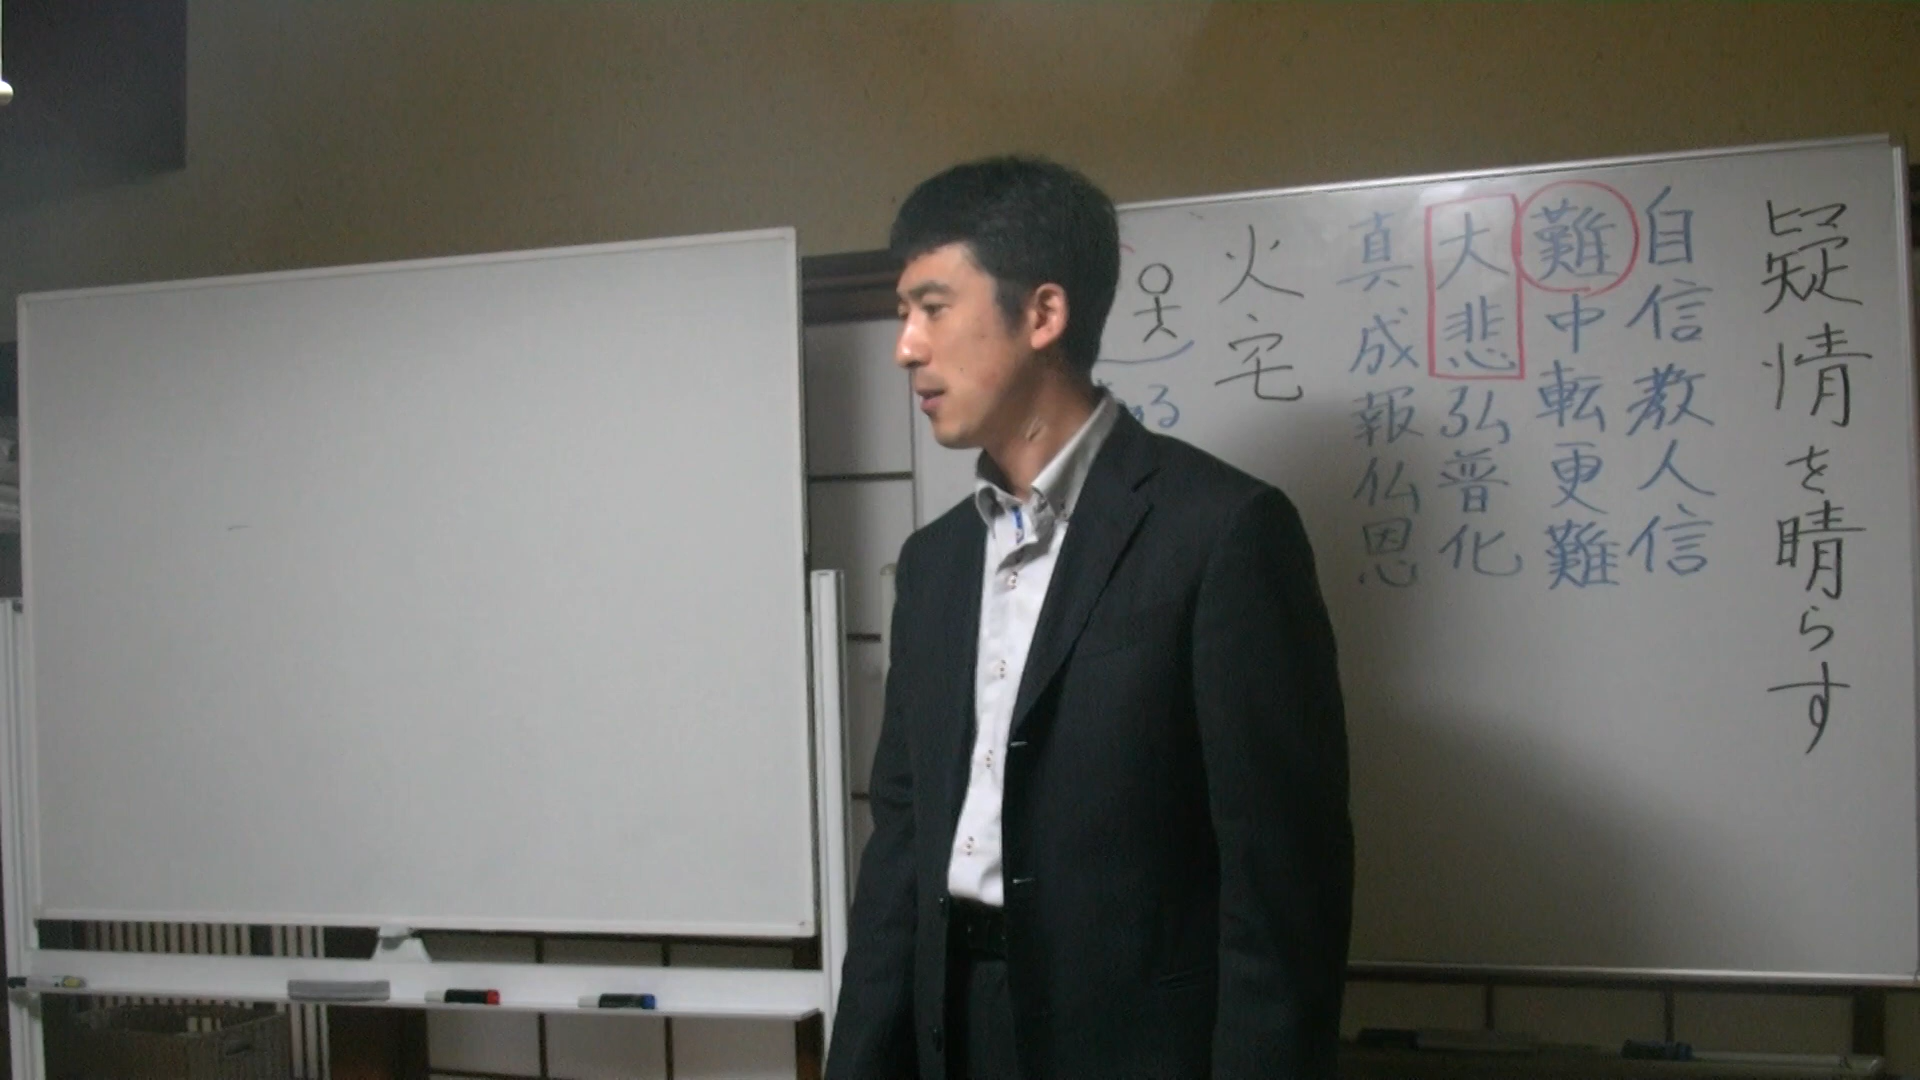 疑情を晴らす
自信教人信
難中転更難
大悲弘普化
真成報仏恩
火宅
る